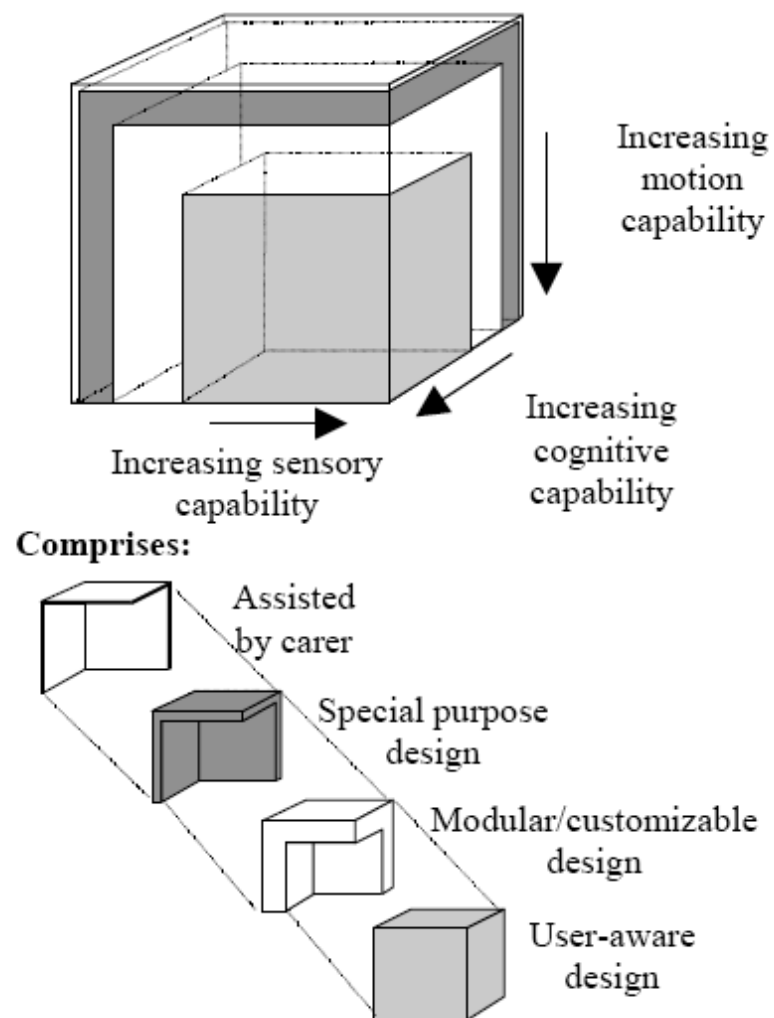 Increasing
motion
capability
Increasing
cognitive
capability
Increasing sensory
capability
Comprises:
Assisted
by carer
Special purpose
design
Modular/customizable
design
User-aware
design